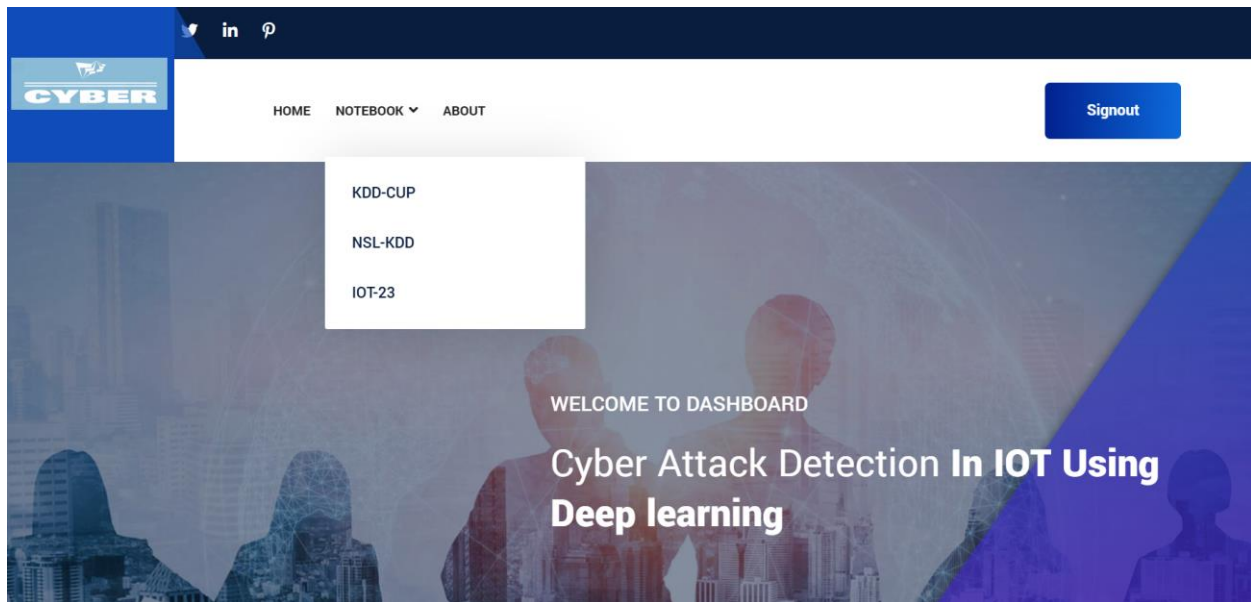 in
CYBER
HOME NOTEBOOK ABOUT
Signout
KDD-CUP
NSL-KDD
IOT-23
WELCOME TO DASHBOARD
Cyber Attack Detection In IOT Using
Deep learning